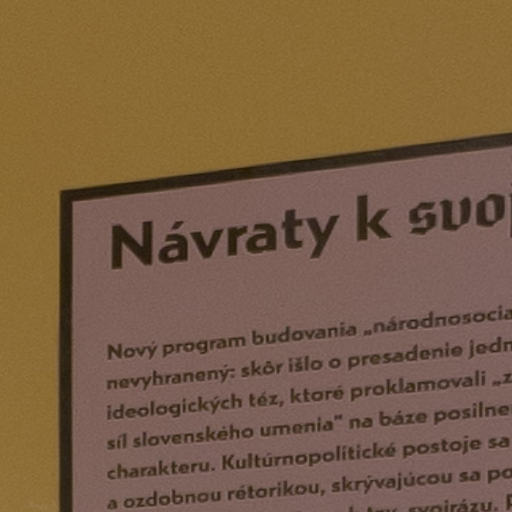 Návraty k svoj
Nový program budovania „národnosocia
nevyhranený: skôr išlo o presadenie jedn
ideologických téz, ktoré proklamovali „z
síl slovenského umenia" na báze posilne
charakteru. Kultúrnopolitické postoje sa
a ozdobnou rétorikou, skrývajúcou sa po
svojrázu.